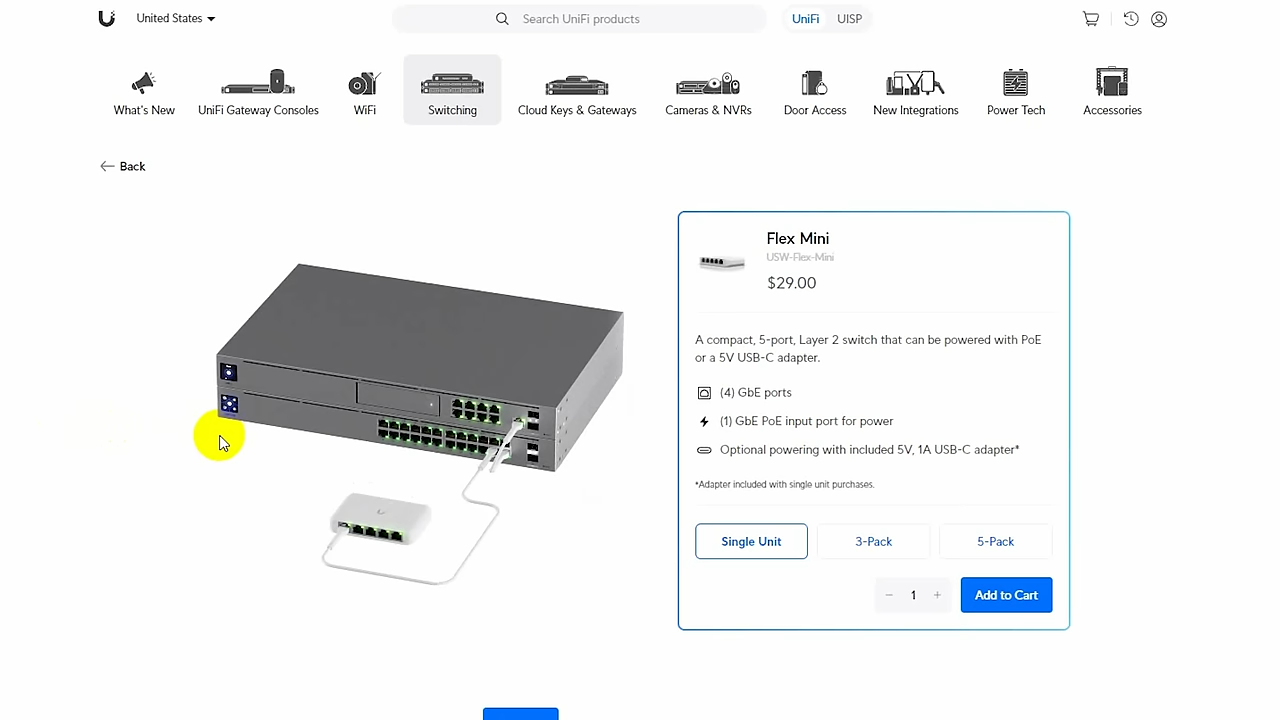 United States
Search UniFi products
UniFi
UISP
What's New
UniFi Gateway Consoles
WiFi
Switching
Cloud Keys & Gateways
Cameras & NVRs
Door Access
New Integrations
Power Tech
Accessories
Back
Flex Mini
USW-Flex-Mini
$29.00
A compact, 5-port, Layer 2 switch that can be powered with PoE
or a 5V USB-C adapter.
(4) GbE ports
(1) GbE PoE input port for power
Optional powering with included 5V, 1A USB-C adapter*
*Adapter included with single unit purchases.
Single Unit
3-Pack
5-Pack
− 1 +
Add to Cart